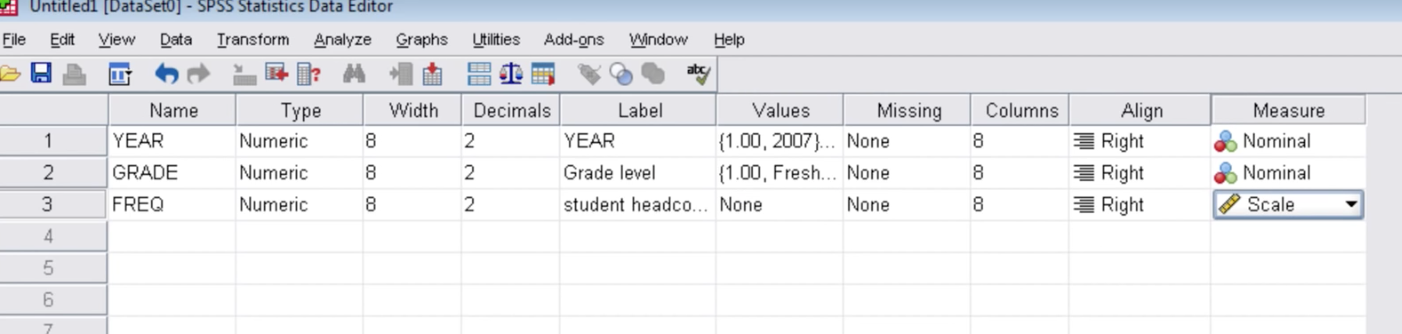 Untitled1 [DataSet0] - SPSS Statistics Data Editor
File Edit View Data Transform Analyze Graphs Utilities Add-ons Window Help
abc
Name Type Width Decimals Label Values Missing Columns Align Measure
1 YEAR Numeric 8 2 YEAR {1.00, 2007}... None 8 Right Nominal
2 GRADE Numeric 8 2 Grade level {1.00, Fresh... None 8 Right Nominal
3 FREQ Numeric 8 2 student headco... None None 8 Right Scale
4
5
6
7